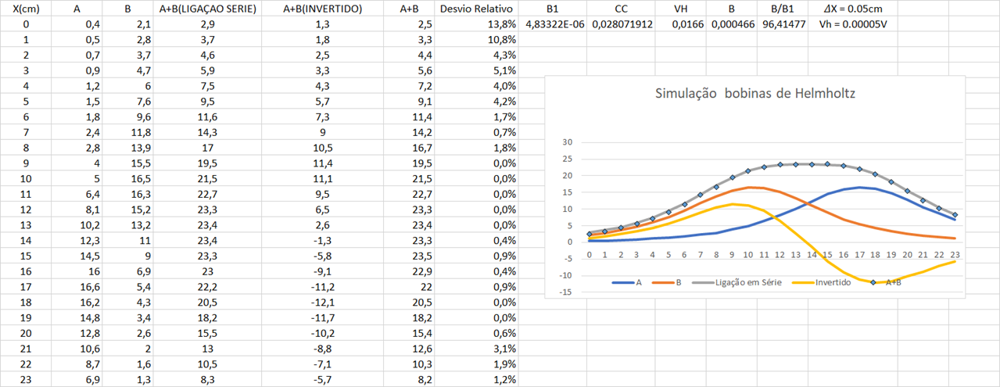 X(cm) A B A+B(LIGAÇAO SERIE) A+B(INVERTIDO) A+B Desvio Relativo B1 CC VH B B/B1 ΔX = 0.05cm
0 0,4 2,1 2,9 1,3 2,5 13,8% 4,83322E-06 0,028071912 0,0166 0,000466 96,41477 Vh = 0.00005V
1 0,5 2,8 3,7 1,8 3,3 10,8%
2 0,7 3,7 4,6 2,5 4,4 4,3%
3 0,9 4,7 5,9 3,3 5,6 5,1%
4 1,2 6 7,5 4,3 7,2 4,0%
5 1,5 7,6 9,5 5,7 9,1 4,2%
6 1,8 9,6 11,6 7,3 11,4 1,7%
7 2,4 11,8 14,3 9 14,2 0,7%
8 2,8 13,9 17 10,5 16,7 1,8%
9 4 15,5 19,5 11,4 19,5 0,0%
10 5 16,5 21,5 11,1 21,5 0,0%
11 6,4 16,3 22,7 9,5 22,7 0,0%
12 8,1 15,2 23,3 6,5 23,3 0,0%
13 10,2 13,2 23,4 2,6 23,4 0,0%
14 12,3 11 23,4 -1,3 23,3 0,4%
15 14,5 9 23,3 -5,8 23,5 0,9%
16 16 6,9 23 -9,1 22,9 0,4%
17 16,6 5,4 22,2 -11,2 22 0,9%
18 16,2 4,3 20,5 -12,1 20,5 0,0%
19 14,8 3,4 18,2 -11,7 18,2 0,0%
20 12,8 2,6 15,5 -10,2 15,4 0,6%
21 10,6 2 13 -8,8 12,6 3,1%
22 8,7 1,6 10,5 -7,1 10,3 1,9%
23 6,9 1,3 8,3 -5,7 8,2 1,2%
Simulação bobinas de Helmholtz
30
25
20
15
10
5
0
-5
-10
-15
0 1 2 3 4 5 6 7 8 9 10 11 12 13 14 15 16 17 18 19 20 21 22 23
A B Ligação em Série Invertido A+B